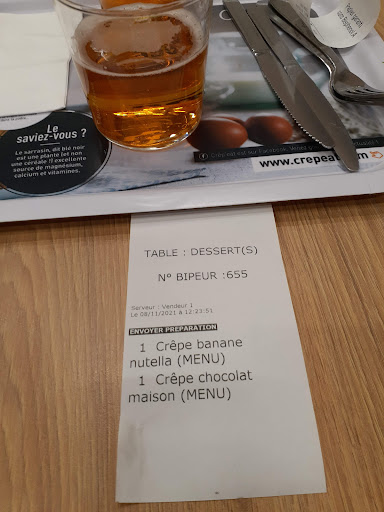 Le
saviez-vous ?
Le sarrasin, dit blé noir
est une plante (et non
une céréale !) excellente
source de magnésium,
calcium et vitamines.
www.crepea
TABLE : DESSERT(S)
N° BIPEUR :655
Serveur : Vendeur 1
Le 08/11/2021 à 12:23:51
ENVOYER PREPARATION
1 Crêpe banane
nutella (MENU)
1 Crêpe chocolat
maison (MENU)